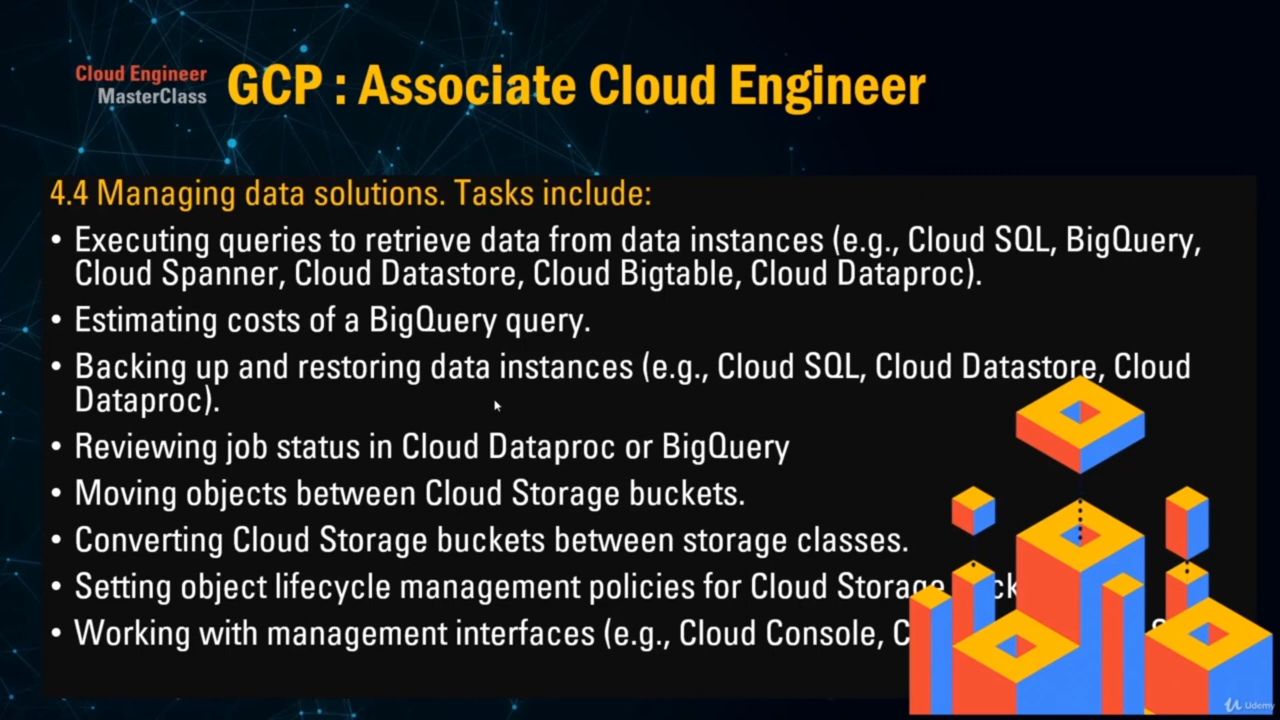 Cloud Engineer
MasterClass
GCP : Associate Cloud Engineer
4.4 Managing data solutions. Tasks include:
• Executing queries to retrieve data from data instances (e.g., Cloud SQL, BigQuery,
Cloud Spanner, Cloud Datastore, Cloud Bigtable, Cloud Dataproc).
• Estimating costs of a BigQuery query.
• Backing up and restoring data instances (e.g., Cloud SQL, Cloud Datastore, Cloud
Dataproc).
• Reviewing job status in Cloud Dataproc or BigQuery
• Moving objects between Cloud Storage buckets.
• Converting Cloud Storage buckets between storage classes.
• Setting object lifecycle management policies for Cloud Storage
• Working with management interfaces (e.g., Cloud Console,
Udemy